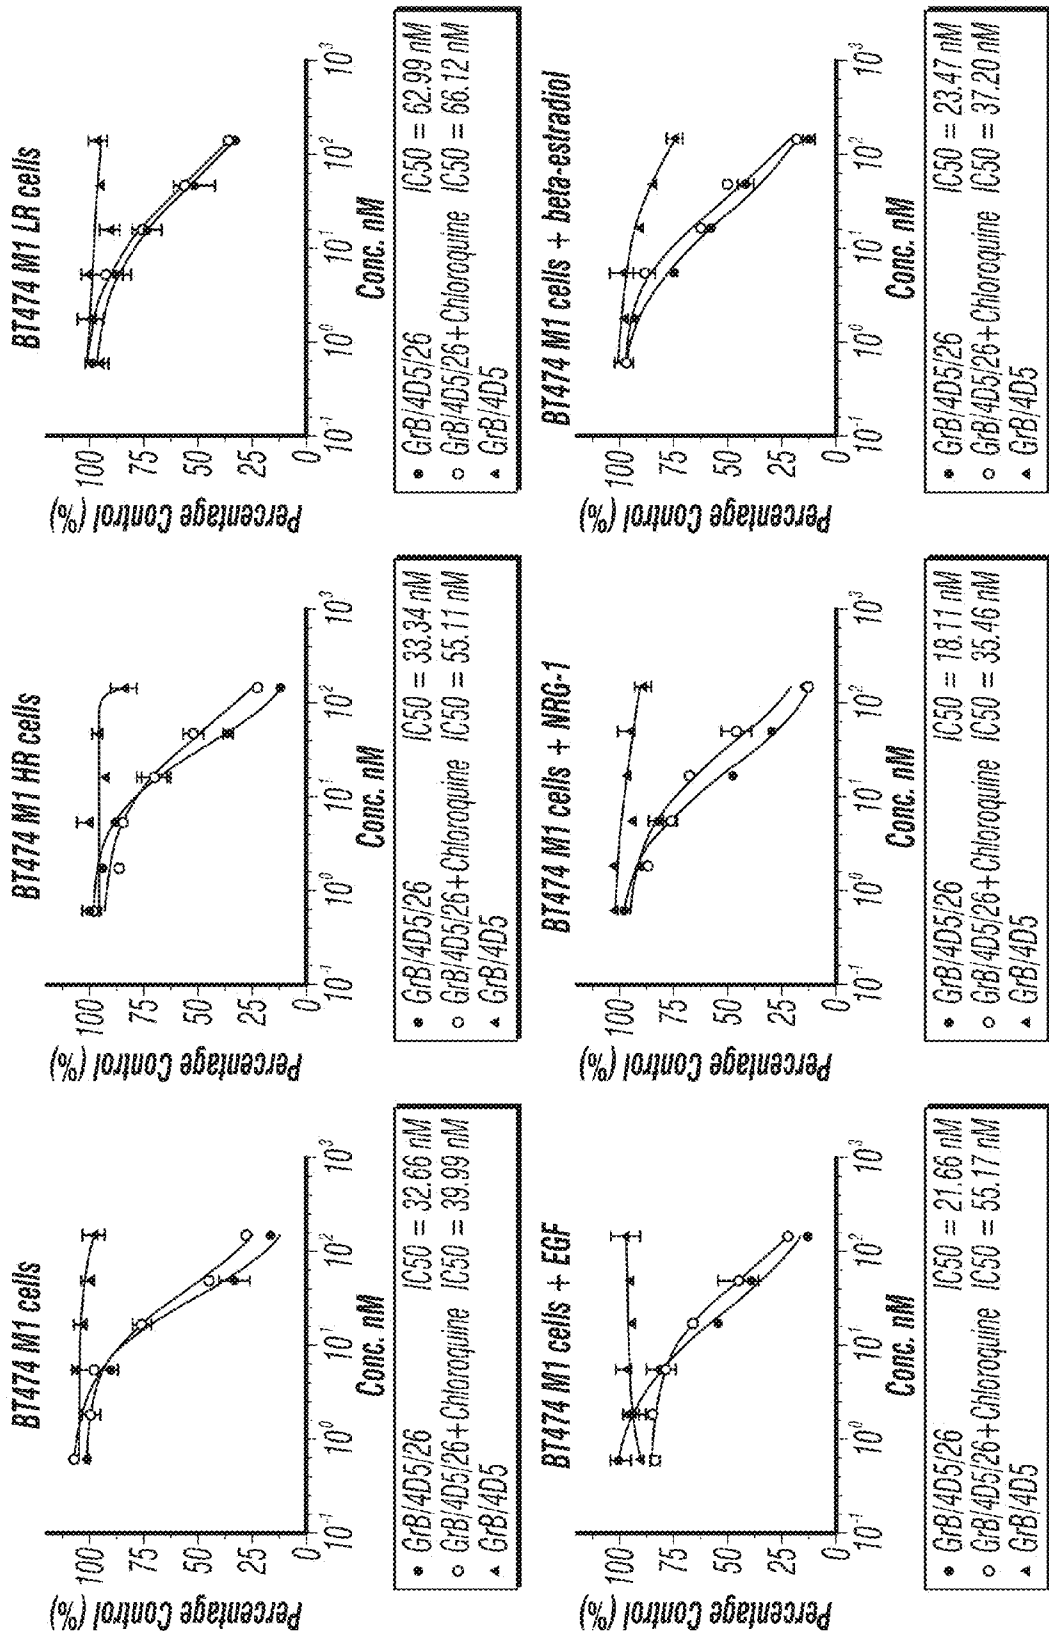 BT474 M1 cells
Percentage Control (%)
100
75
50
25
0
10⁻¹
10⁰
10¹
10²
10³
Conc. nM
● GrB/4D5/26 IC50 = 32.66 nM
○ GrB/4D5/26+Chloroquine IC50 = 39.99 nM
▲ GrB/4D5
BT474 M1 HR cells
Percentage Control (%)
100
75
50
25
0
10⁻¹
10⁰
10¹
10²
10³
Conc. nM
● GrB/4D5/26 IC50 = 33.34 nM
○ GrB/4D5/26+Chloroquine IC50 = 55.11 nM
▲ GrB/4D5
BT474 M1 LR cells
Percentage Control (%)
100
75
50
25
0
10⁻¹
10⁰
10¹
10²
10³
Conc. nM
● GrB/4D5/26 IC50 = 62.99 nM
○ GrB/4D5/26+Chloroquine IC50 = 66.12 nM
▲ GrB/4D5
BT474 M1 cells + EGF
Percentage Control (%)
100
75
50
25
0
10⁻¹
10⁰
10¹
10²
10³
Conc. nM
● GrB/4D5/26 IC50 = 21.66 nM
○ GrB/4D5/26+Chloroquine IC50 = 55.17 nM
▲ GrB/4D5
BT474 M1 cells + NRG-1
Percentage Control (%)
100
75
50
25
0
10⁻¹
10⁰
10¹
10²
10³
Conc. nM
● GrB/4D5/26 IC50 = 18.11 nM
○ GrB/4D5/26+Chloroquine IC50 = 35.46 nM
▲ GrB/4D5
BT474 M1 cells + beta-estradiol
Percentage Control (%)
100
75
50
25
0
10⁻¹
10⁰
10¹
10²
10³
Conc. nM
● GrB/4D5/26 IC50 = 23.47 nM
○ GrB/4D5/26+Chloroquine IC50 = 37.20 nM
▲ GrB/4D5